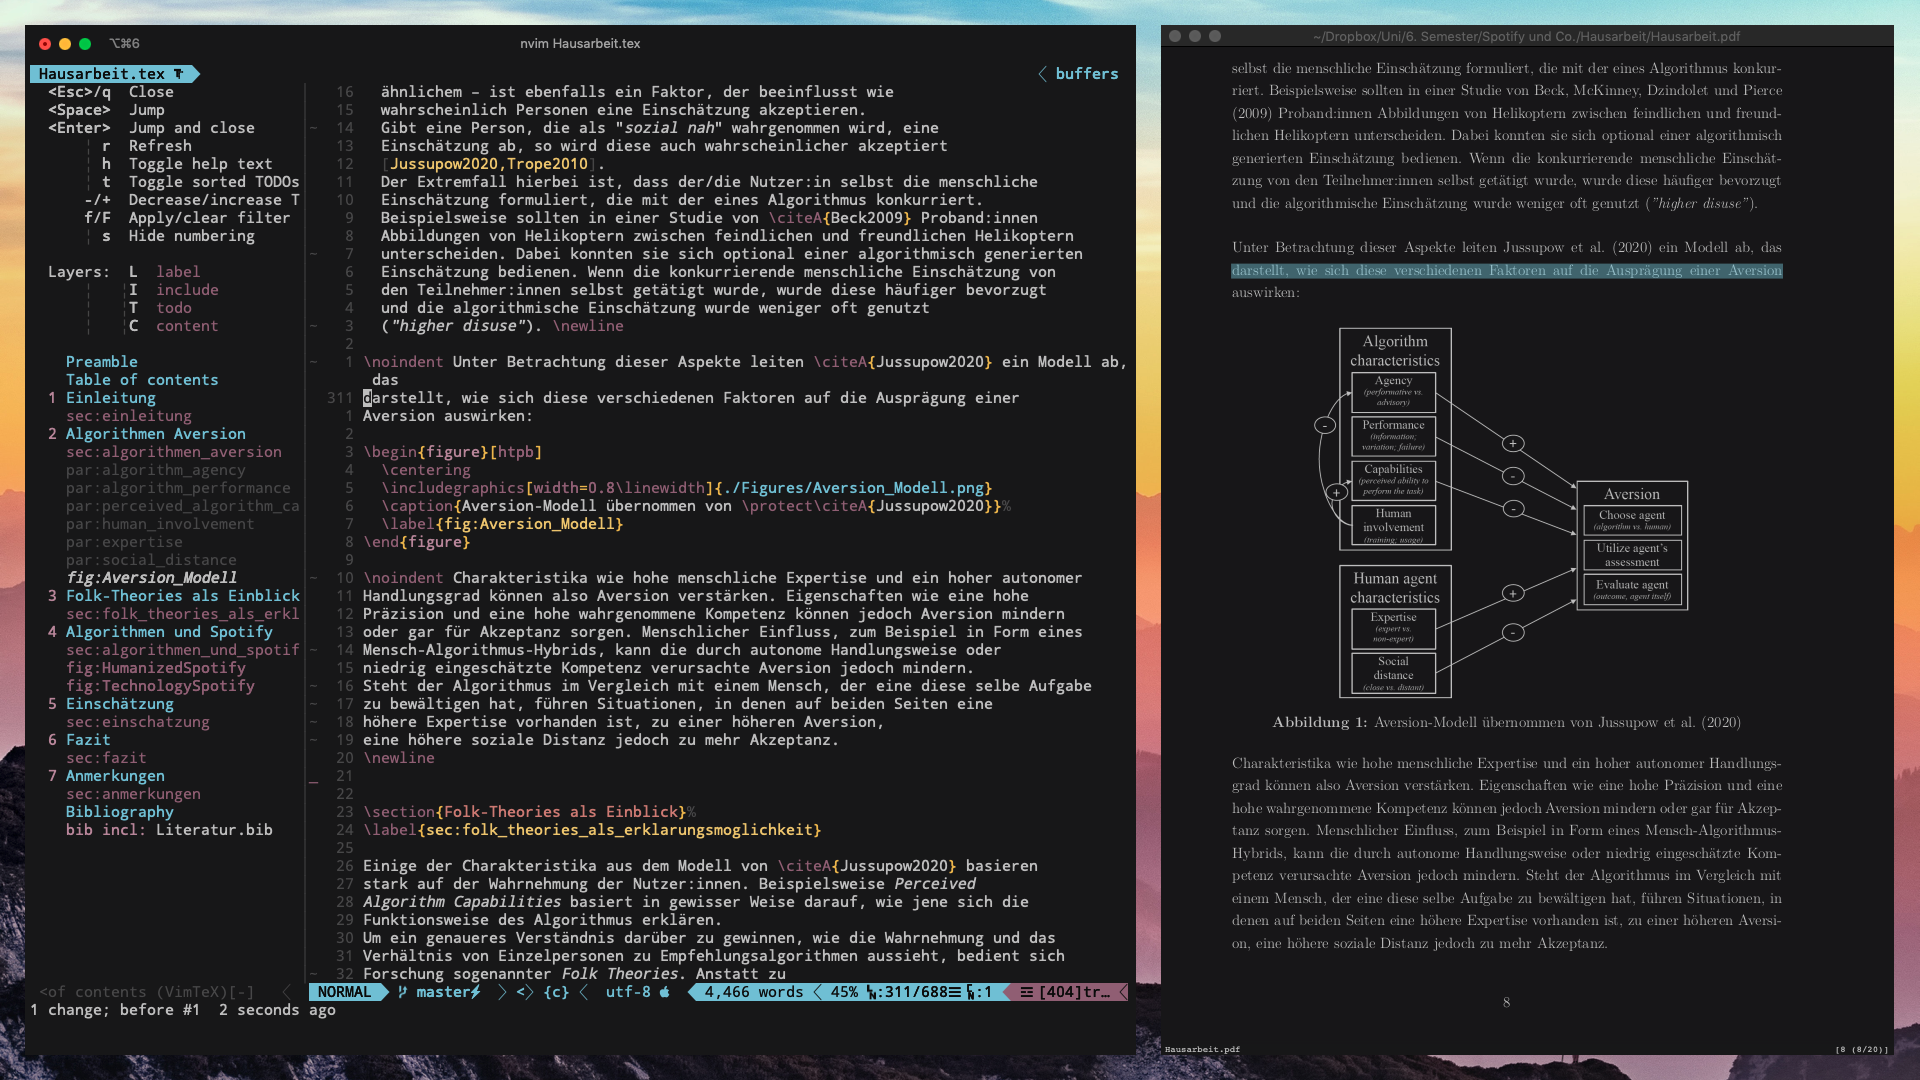 ⌥⌘6
nvim Hausarbeit.tex
Hausarbeit.tex
buffers
<Esc>/q Close
<Space> Jump
<Enter> Jump and close
r Refresh
h Toggle help text
t Toggle sorted TODOs
-/+ Decrease/increase T
f/F Apply/clear filter
s Hide numbering
Layers: L label
I include
T todo
C content
Preamble
Table of contents
1 Einleitung
sec:einleitung
2 Algorithmen Aversion
sec:algorithmen_aversion
par:algorithm_agency
par:algorithm_performance
par:perceived_algorithm_ca
par:human_involvement
par:expertise
par:social_distance
fig:Aversion_Modell
3 Folk-Theories als Einblick
sec:folk_theories_als_erkl
4 Algorithmen und Spotify
sec:algorithmen_und_spotif
fig:HumanizedSpotify
fig:TechnologySpotify
5 Einschätzung
sec:einschatzung
6 Fazit
sec:fazit
7 Anmerkungen
sec:anmerkungen
Bibliography
bib incl: Literatur.bib
<of contents (VimTeX)[-]
16 ähnlichem – ist ebenfalls ein Faktor, der beeinflusst wie
15 wahrscheinlich Personen eine Einschätzung akzeptieren.
~ 14 Gibt eine Person, die als "sozial nah" wahrgenommen wird, eine
13 Einschätzung ab, so wird diese auch wahrscheinlicher akzeptiert
12 [Jussupow2020,Trope2010].
11 Der Extremfall hierbei ist, dass der/die Nutzer:in selbst die menschliche
10 Einschätzung formuliert, die mit der eines Algorithmus konkurriert.
9 Beispielsweise sollten in einer Studie von \citeA{Beck2009} Proband:innen
8 Abbildungen von Helikoptern zwischen feindlichen und freundlichen Helikoptern
~ 7 unterscheiden. Dabei konnten sie sich optional einer algorithmisch generierten
6 Einschätzung bedienen. Wenn die konkurrierende menschliche Einschätzung von
5 den Teilnehmer:innen selbst getätigt wurde, wurde diese häufiger bevorzugt
4 und die algorithmische Einschätzung wurde weniger oft genutzt
~ 3 ("higher disuse"). \newline
2
~ 1 \noindent Unter Betrachtung dieser Aspekte leiten \citeA{Jussupow2020} ein Modell ab,
das
311 darstellt, wie sich diese verschiedenen Faktoren auf die Ausprägung einer
1 Aversion auswirken:
2
3 \begin{figure}[htpb]
4 \centering
5 \includegraphics[width=0.8\linewidth]{./Figures/Aversion_Modell.png}
6 \caption{Aversion-Modell übernommen von \protect\citeA{Jussupow2020}}%
7 \label{fig:Aversion_Modell}
8 \end{figure}
9
~ 10 \noindent Charakteristika wie hohe menschliche Expertise und ein hoher autonomer
11 Handlungsgrad können also Aversion verstärken. Eigenschaften wie eine hohe
12 Präzision und eine hohe wahrgenommene Kompetenz können jedoch Aversion mindern
13 oder gar für Akzeptanz sorgen. Menschlicher Einfluss, zum Beispiel in Form eines
~ 14 Mensch-Algorithmus-Hybrids, kann die durch autonome Handlungsweise oder
15 niedrig eingeschätzte Kompetenz verursachte Aversion jedoch mindern.
~ 16 Steht der Algorithmus im Vergleich mit einem Mensch, der eine diese selbe Aufgabe
~ 17 zu bewältigen hat, führen Situationen, in denen auf beiden Seiten eine
~ 18 höhere Expertise vorhanden ist, zu einer höheren Aversion,
~ 19 eine höhere soziale Distanz jedoch zu mehr Akzeptanz.
20 \newline
_ 21
22
23 \section{Folk-Theories als Einblick}%
24 \label{sec:folk_theories_als_erklarungsmoglichkeit}
25
26 Einige der Charakteristika aus dem Modell von \citeA{Jussupow2020} basieren
27 stark auf der Wahrnehmung der Nutzer:innen. Beispielsweise Perceived
28 Algorithm Capabilities basiert in gewisser Weise darauf, wie jene sich die
29 Funktionsweise des Algorithmus erklären.
30 Um ein genaueres Verständnis darüber zu gewinnen, wie die Wahrnehmung und das
31 Verhältnis von Einzelpersonen zu Empfehlungsalgorithmen aussieht, bedient sich
~ 32 Forschung sogenannter Folk Theories. Anstatt zu
NORMAL master <> {c} utf-8 4,466 words 45% :311/688 :1 [404]tr…
1 change; before #1 2 seconds ago
~/Dropbox/Uni/6. Semester/Spotify und Co./Hausarbeit/Hausarbeit.pdf
selbst die menschliche Einschätzung formuliert, die mit der eines Algorithmus konkur-
riert. Beispielsweise sollten in einer Studie von Beck, McKinney, Dzindolet und Pierce
(2009) Proband:innen Abbildungen von Helikoptern zwischen feindlichen und freund-
lichen Helikoptern unterscheiden. Dabei konnten sie sich optional einer algorithmisch
generierten Einschätzung bedienen. Wenn die konkurrierende menschliche Einschät-
zung von den Teilnehmer:innen selbst getätigt wurde, wurde diese häufiger bevorzugt
und die algorithmische Einschätzung wurde weniger oft genutzt ("higher disuse").
Unter Betrachtung dieser Aspekte leiten Jussupow et al. (2020) ein Modell ab, das
darstellt, wie sich diese verschiedenen Faktoren auf die Ausprägung einer Aversion
auswirken:
Algorithm
characteristics
Agency
(performative vs.
advisory)
Performance
(information;
variation; failure)
Capabilities
(perceived ability to
perform the task)
Human
involvement
(training; usage)
-
+
+
-
-
Aversion
Choose agent
(algorithm vs. human)
Utilize agent's
assessment
Evaluate agent
(outcome, agent itself)
Human agent
characteristics
Expertise
(expert vs.
non-expert)
Social
distance
(close vs. distant)
+
-
Abbildung 1: Aversion-Modell übernommen von Jussupow et al. (2020)
Charakteristika wie hohe menschliche Expertise und ein hoher autonomer Handlungs-
grad können also Aversion verstärken. Eigenschaften wie eine hohe Präzision und eine
hohe wahrgenommene Kompetenz können jedoch Aversion mindern oder gar für Akzep-
tanz sorgen. Menschlicher Einfluss, zum Beispiel in Form eines Mensch-Algorithmus-
Hybrids, kann die durch autonome Handlungsweise oder niedrig eingeschätzte Kom-
petenz verursachte Aversion jedoch mindern. Steht der Algorithmus im Vergleich mit
einem Mensch, der eine diese selbe Aufgabe zu bewältigen hat, führen Situationen, in
denen auf beiden Seiten eine höhere Expertise vorhanden ist, zu einer höheren Aversi-
on, eine höhere soziale Distanz jedoch zu mehr Akzeptanz.
8
Hausarbeit.pdf
[8 (8/20)]